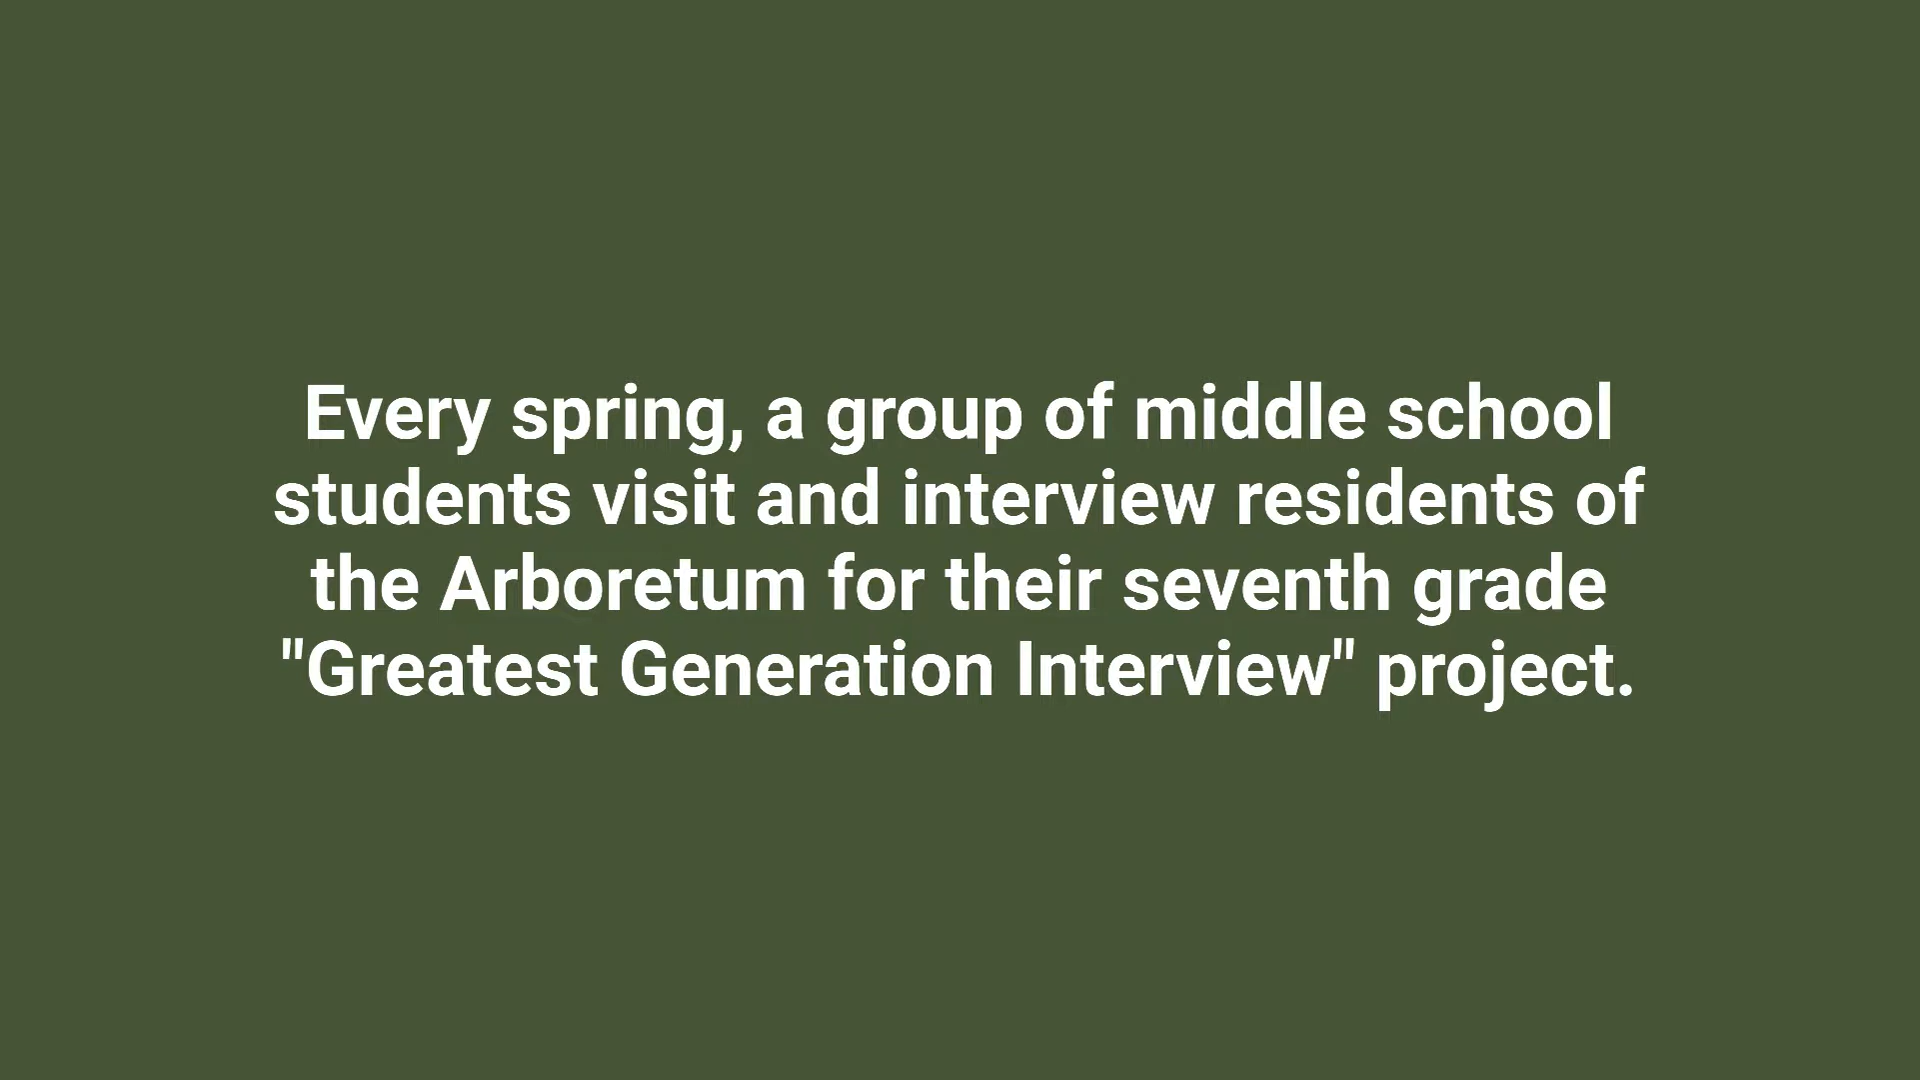 Every spring, a group of middle school
students visit and interview residents of
the Arboretum for their seventh grade
"Greatest Generation Interview" project.